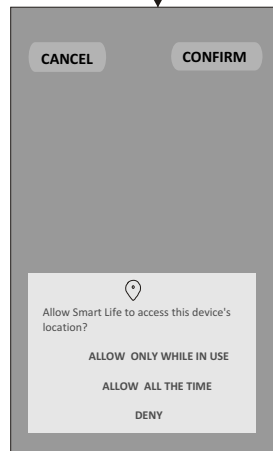 CANCEL
CONFIRM
Allow Smart Life to access this device's
location?
ALLOW ONLY WHILE IN USE
ALLOW ALL THE TIME
DENY